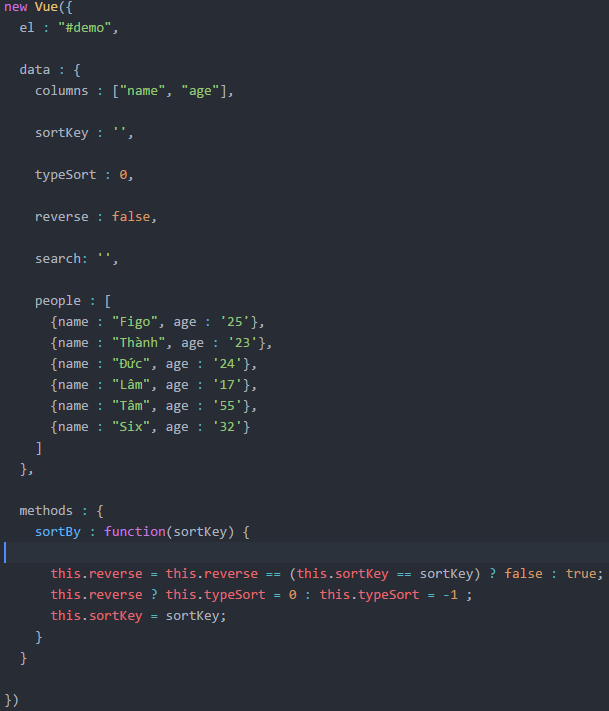 new Vue({
el : "#demo",
data : {
columns : ["name", "age"],
sortKey : '',
typeSort : 0,
reverse : false,
search: '',
people : [
{name : "Figo", age : '25'},
{name : "Thành", age : '23'},
{name : "Đức", age : '24'},
{name : "Lâm", age : '17'},
{name : "Tâm", age : '55'},
{name : "Six", age : '32'}
]
},
methods : {
sortBy : function(sortKey) {
this.reverse = this.reverse == (this.sortKey == sortKey) ? false : true;
this.reverse ? this.typeSort = 0 : this.typeSort = -1 ;
this.sortKey = sortKey;
}
}
})